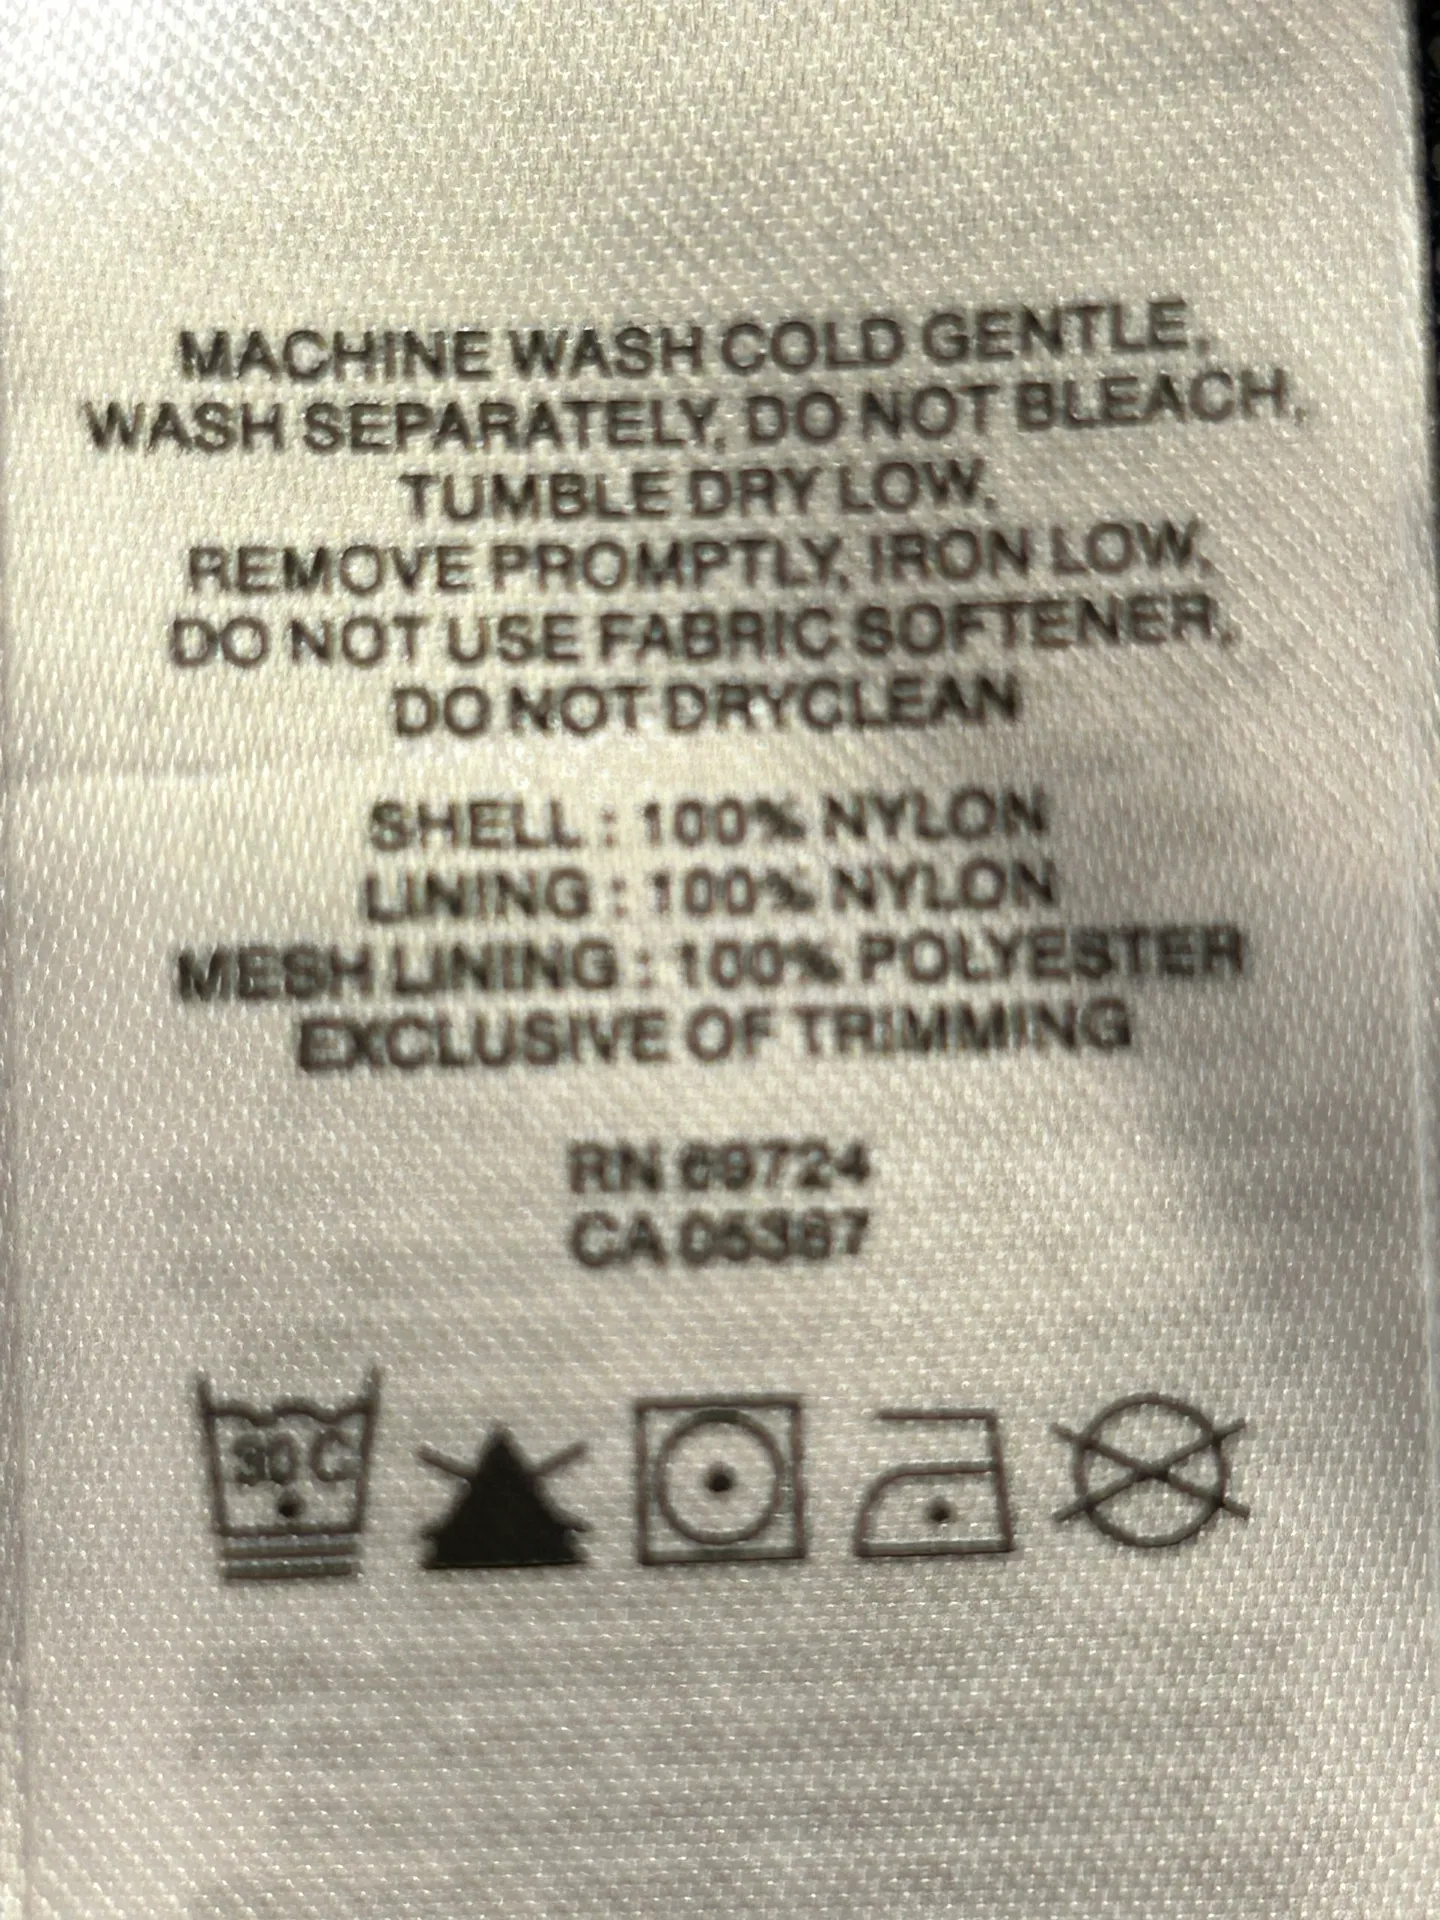 MACHINE WASH COLD GENTLE,
WASH SEPARATELY, DO NOT BLEACH,
TUMBLE DRY LOW,
REMOVE PROMPTLY, IRON LOW,
DO NOT USE FABRIC SOFTENER,
DO NOT DRYCLEAN
SHELL : 100% NYLON
LINING : 100% NYLON
MESH LINING : 100% POLYESTER
EXCLUSIVE OF TRIMMING
RN 69724
CA 05367
30 C